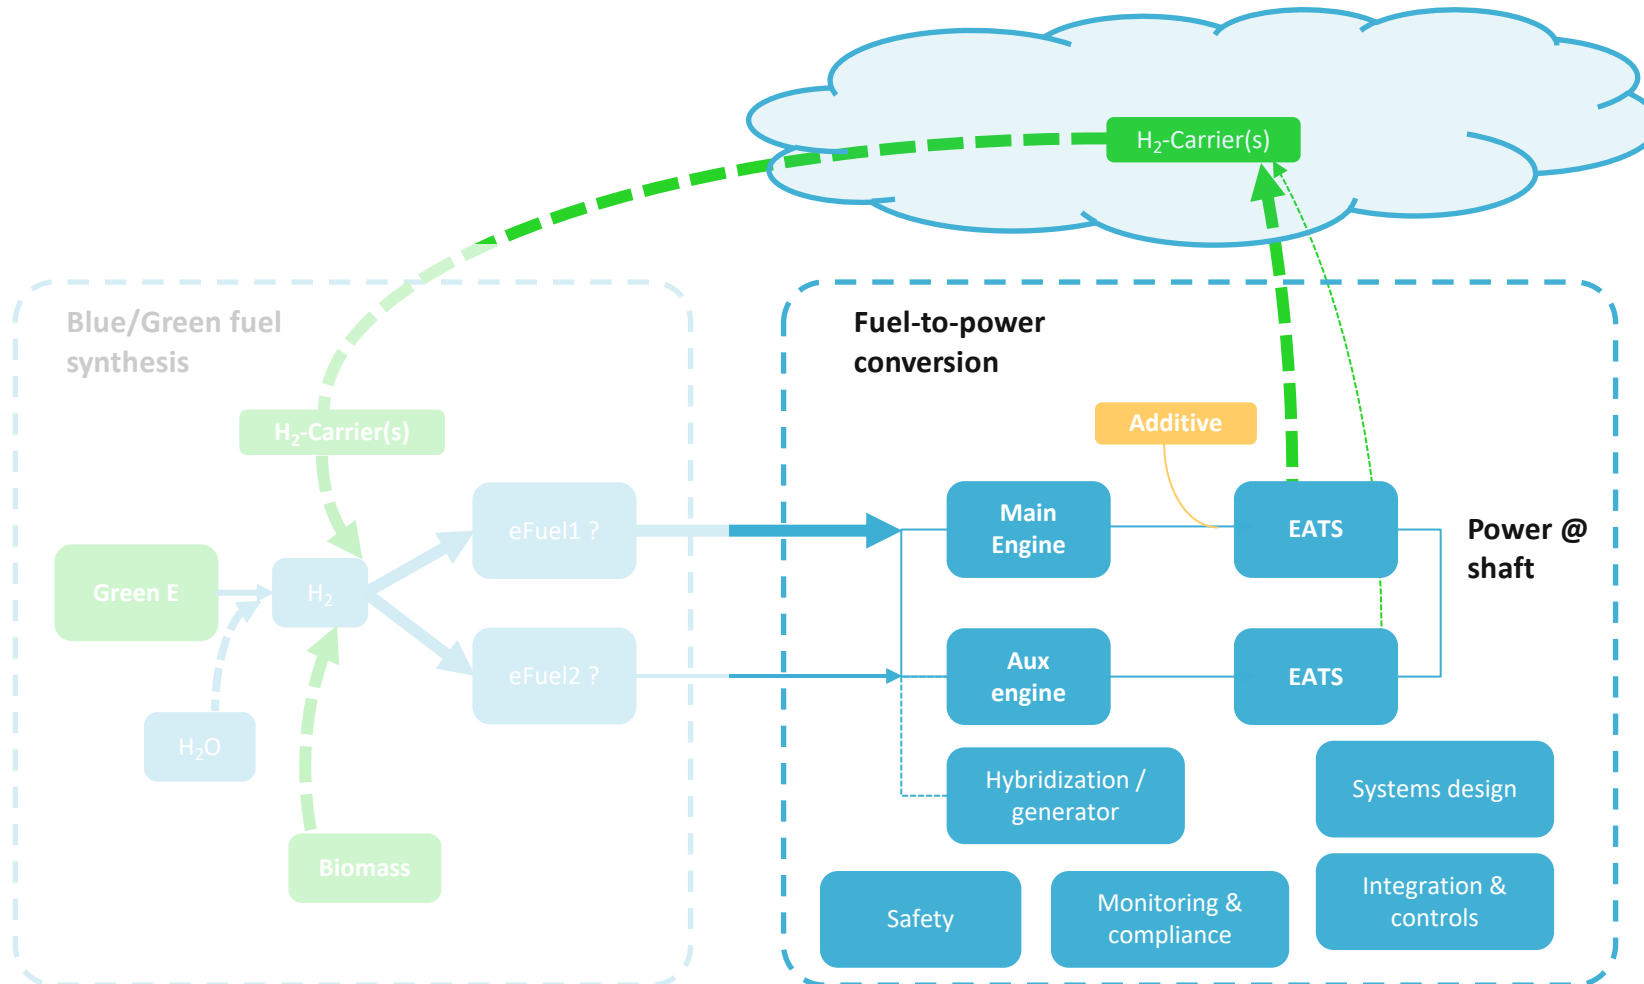 H₂-Carrier(s)
Blue/Green fuel
synthesis
H₂-Carrier(s)
eFuel1 ?
Green E
H₂
eFuel2 ?
H₂O
Biomass
Fuel-to-power
conversion
Additive
Main
Engine
EATS
Power @
shaft
Aux
engine
EATS
Hybridization /
generator
Systems design
Safety
Monitoring &
compliance
Integration &
controls